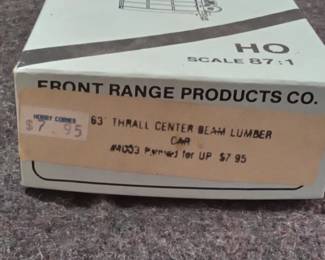 HO
SCALE 87:1
FRONT RANGE PRODUCTS CO.
HOBBY CORNER
$7.95
63' THRALL CENTER BEAM LUMBER
CAR
#4003 Painted for UP $7.95